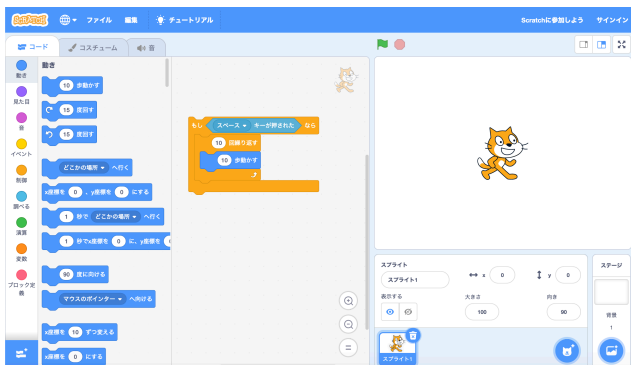 SCRATCH ファイル 編集 チュートリアル Scratchに参加しよう サインイン
コード コスチューム 音
動き
見た目
音
イベント
制御
調べる
演算
変数
ブロック定義
動き
10 歩動かす
15 度回す
15 度回す
どこかの場所 へ行く
x座標を 0 、y座標を 0 にする
1 秒で どこかの場所 へ行く
1 秒でx座標を 0 に、y座標を
90 度に向ける
マウスのポインター へ向ける
x座標を 10 ずつ変える
x座標を 0 にする
もし スペース キーが押された なら
10 回繰り返す
10 歩動かす
スプライト
スプライト1 x 0 y 0
表示する 大きさ 100 向き 90
スプライト1
ステージ
背景
1